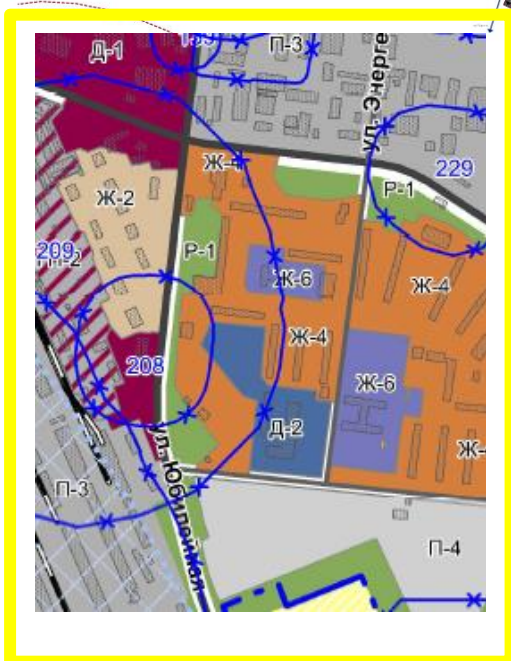 Д-1
П-3
ул. Энерге
Ж-4
229
Р-1
Ж-2
209
Р-1
Ж-6
Ж-4
Ж-4
208
Ж-6
Д-2
Ж-
П-3
ул. Юбилейная
П-4